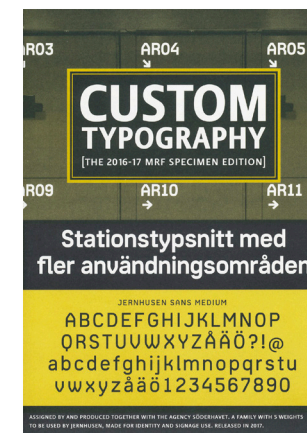 AR03 AR04 AR05
CUSTOM
TYPOGRAPHY
[THE 2016-17 MRF SPECIMEN EDITION]
AR09 AR10 AR11
Stationstypsnitt med
fler användningsområden
JERNHUSEN SANS MEDIUM
ABCDEFGHIJKLMNOP
QRSTUVWXYZÅÄÖ?!@
abcdefghijklmnopqrstu
vwxyzåäö1234567890
ASSIGNED BY AND PRODUCED TOGETHER WITH THE AGENCY SÖDERHAVET. A FAMILY WITH 5 WEIGHTS
TO BE USED BY JERNHUSEN, MADE FOR IDENTITY AND SIGNAGE USE. RELEASED IN 2017.